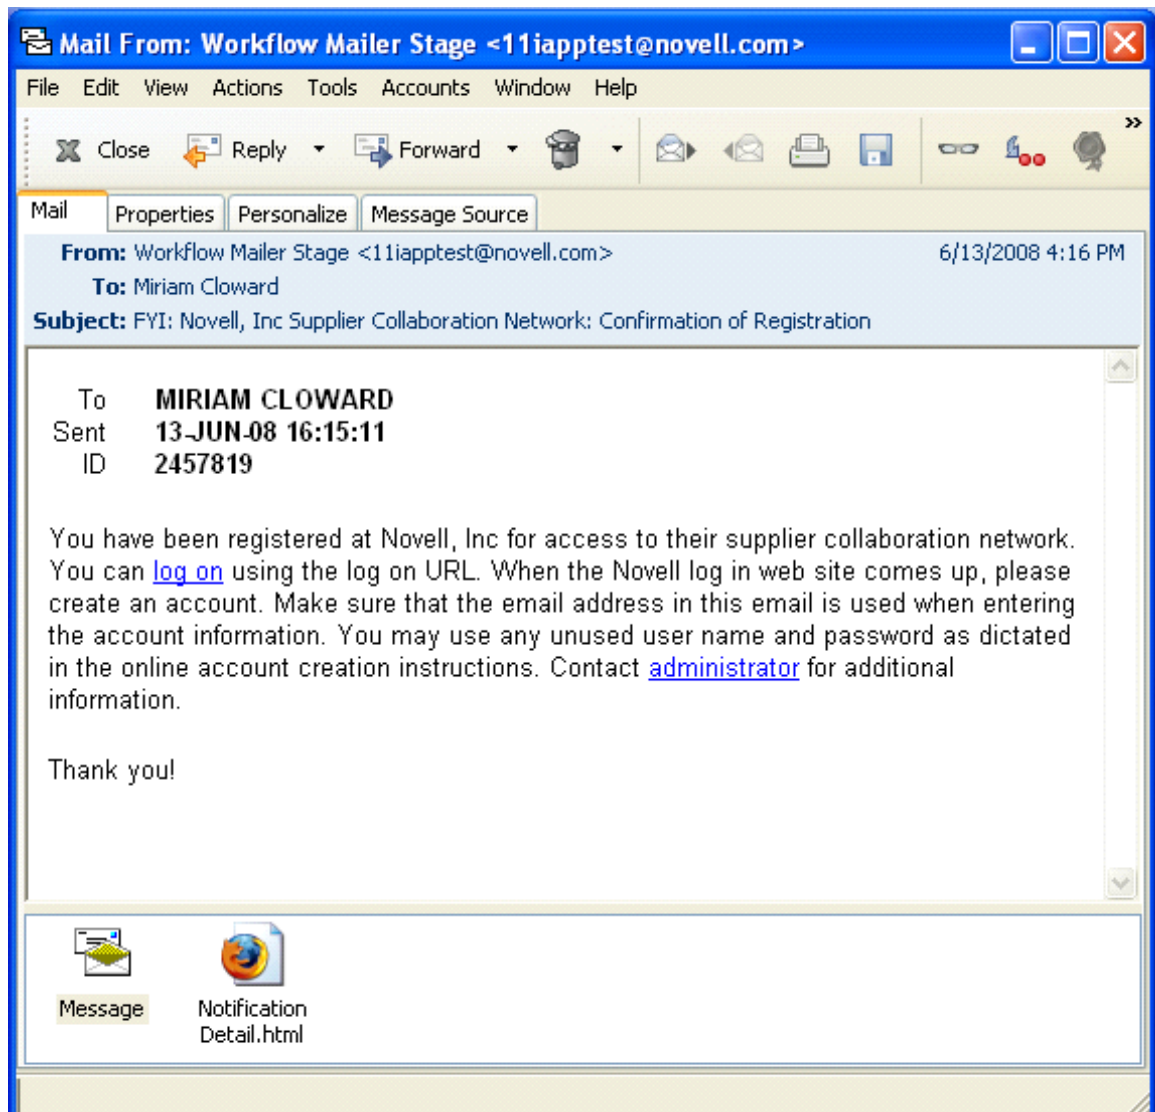 Mail From: Workflow Mailer Stage <11iapptest@novell.com>
File Edit View Actions Tools Accounts Window Help
Close Reply Forward »
Mail Properties Personalize Message Source
From: Workflow Mailer Stage <11iapptest@novell.com> 6/13/2008 4:16 PM
To: Miriam Cloward
Subject: FYI: Novell, Inc Supplier Collaboration Network: Confirmation of Registration
To MIRIAM CLOWARD
Sent 13-JUN-08 16:15:11
ID 2457819
You have been registered at Novell, Inc for access to their supplier collaboration network.
You can log on using the log on URL. When the Novell log in web site comes up, please
create an account. Make sure that the email address in this email is used when entering
the account information. You may use any unused user name and password as dictated
in the online account creation instructions. Contact administrator for additional
information.
Thank you!
Message Notification
Detail.html